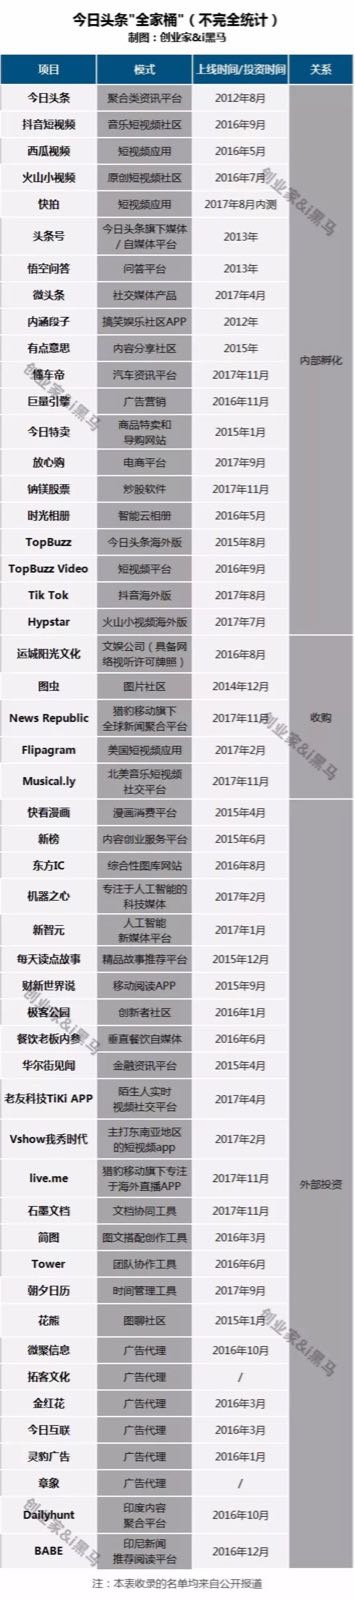 今日头条"全家桶"（不完全统计）
制图：创业家&i黑马
项目 模式 上线时间/投资时间 关系
今日头条 聚合类资讯平台 2012年8月
抖音短视频 音乐短视频社区 2016年9月
西瓜视频 短视频应用 2016年5月
火山小视频 原创短视频社区 2016年7月
快拍 短视频应用 2017年8月内测
头条号 今日头条旗下媒体
/ 自媒体平台 2013年
悟空问答 问答平台 2013年
微头条 社交媒体产品 2017年4月
内涵段子 搞笑娱乐社区APP 2012年
有点意思 内容分享社区 2015年
内部孵化
懂车帝 汽车资讯平台 2017年11月
巨量引擎 广告营销 2016年11月
今日特卖 商品特卖和
导购网站 2015年1月
放心购 电商平台 2017年9月
钠镁股票 炒股软件 2017年11月
时光相册 智能云相册 2016年5月
TopBuzz 今日头条海外版 2015年8月
TopBuzz Video 短视频平台 2016年9月
Tik Tok 抖音海外版 2017年8月
Hypstar 火山小视频海外版 2017年7月
运城阳光文化 文娱公司（具备网
络视听许可牌照） 2016年8月
图虫 图片社区 2014年12月
News Republic 猎豹移动旗下
全球新闻聚合平台 2017年11月 收购
Flipagram 美国短视频应用 2017年2月
Musical.ly 北美音乐短视频
社交平台 2017年11月
快看漫画 漫画消费平台 2015年4月
新榜 内容创业服务平台 2015年6月
东方IC 综合性图库网站 2016年8月
机器之心 专注于人工智能的
科技媒体 2017年2月
新智元 人工智能
新媒体平台 2017年1月
每天读点故事 精品故事推荐平台 2015年12月
财新世界说 移动阅读APP 2015年9月
极客公园 创新者社区 2016年1月
餐饮老板内参 垂直餐饮自媒体 2016年6月
华尔街见闻 金融资讯平台 2015年4月
老友科技TiKi APP 陌生人实时
视频社交平台 2017年4月
Vshow我秀时代 主打东南亚地区
的短视频app 2017年2月
live.me 猎豹移动旗下专注
于海外直播APP 2017年11月 外部投资
石墨文档 文档协同工具 2017年11月
简图 图文搭配创作工具 2016年3月
Tower 团队协作工具 2016年6月
朝夕日历 时间管理工具 2017年9月
花熊 图聊社区 2015年1月
微聚信息 广告代理 2016年10月
拓客文化 广告代理 /
金红花 广告代理 2016年3月
今日互联 广告代理 2016年3月
灵豹广告 广告代理 2016年1月
章象 广告代理 /
Dailyhunt 印度内容
聚合平台 2016年10月
BABE 印尼新闻
推荐阅读平台 2016年12月
注：本表收录的名单均来自公开报道
创业家&i黑马
创业家&i黑马
创业家&i黑马
创业家&i黑马
创业家&i黑马
创业家&i黑马